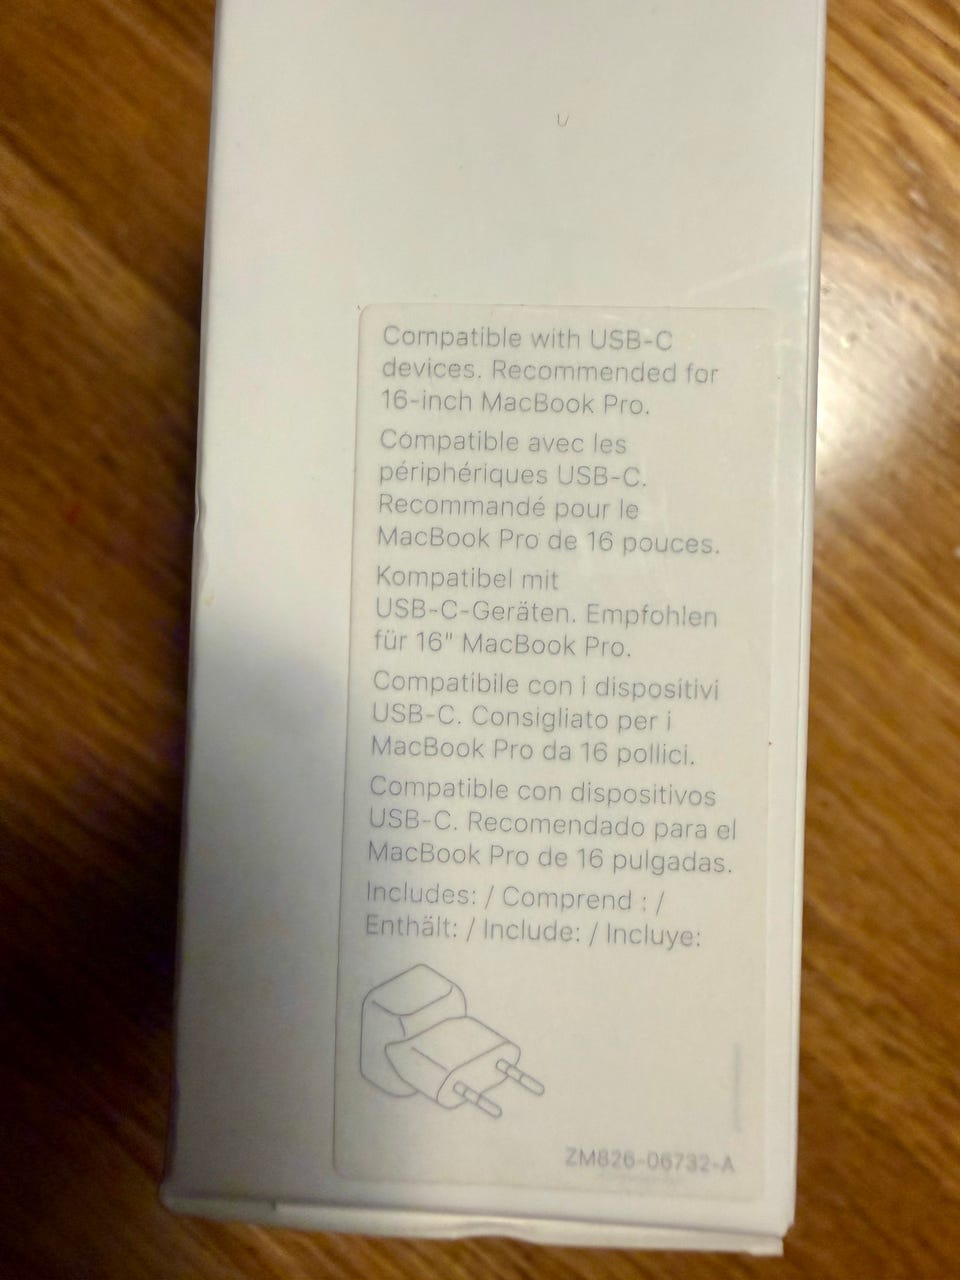 Compatible with USB-C
devices. Recommended for
16-inch MacBook Pro.
Compatible avec les
périphériques USB-C.
Recommandé pour le
MacBook Pro de 16 pouces.
Kompatibel mit
USB-C-Geräten. Empfohlen
für 16" MacBook Pro.
Compatibile con i dispositivi
USB-C. Consigliato per i
MacBook Pro da 16 pollici.
Compatible con dispositivos
USB-C. Recomendado para el
MacBook Pro de 16 pulgadas.
Includes: / Comprend : /
Enthält: / Include: / Incluye:
ZM826-06732-A